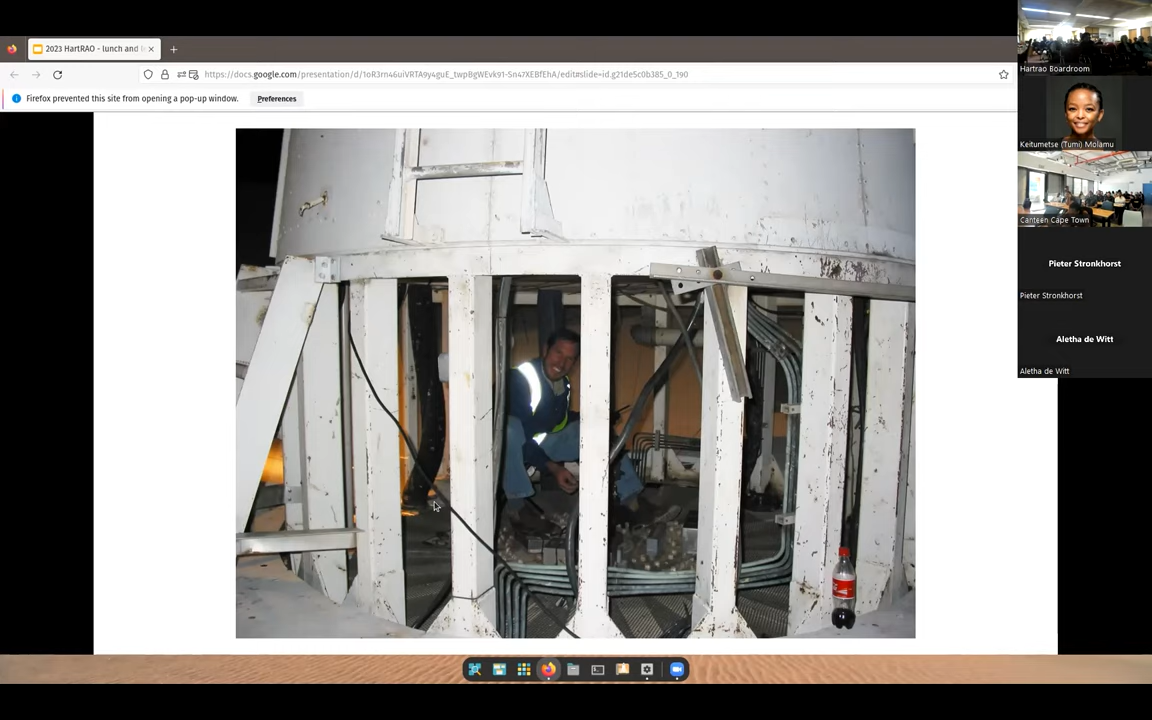 2023 HartRAO - lunch and l
https://docs.google.com/presentation/d/1oR3rn46uiVRTA9y4guE_twpBgWEvk91-Sn47XEBfEhA/edit#slide=id.g21de5c0b385_0_190
Firefox prevented this site from opening a pop-up window.
Preferences
Hartrao Boardroom
Keitumetse (Tumi) Molamu
Canteen Cape Town
Pieter Stronkhorst
Pieter Stronkhorst
Aletha de Witt
Aletha de Witt